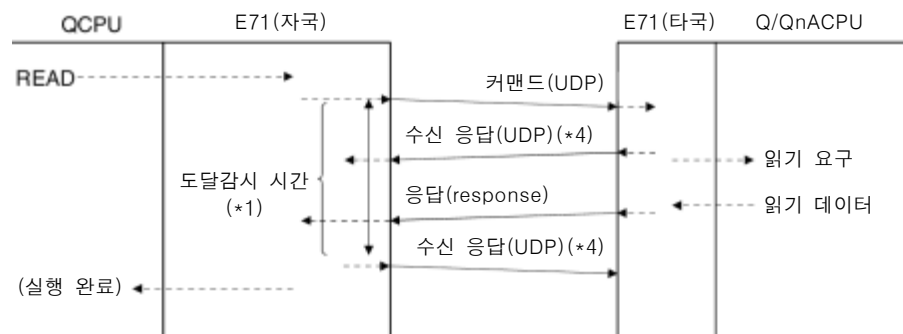 QCPU
E71(자국)
E71(타국)
Q/QnACPU
READ
커맨드(UDP)
수신 응답(UDP)(*4)
읽기 요구
도달감시 시간
(*1)
응답(response)
읽기 데이터
수신 응답(UDP)(*4)
(실행 완료)